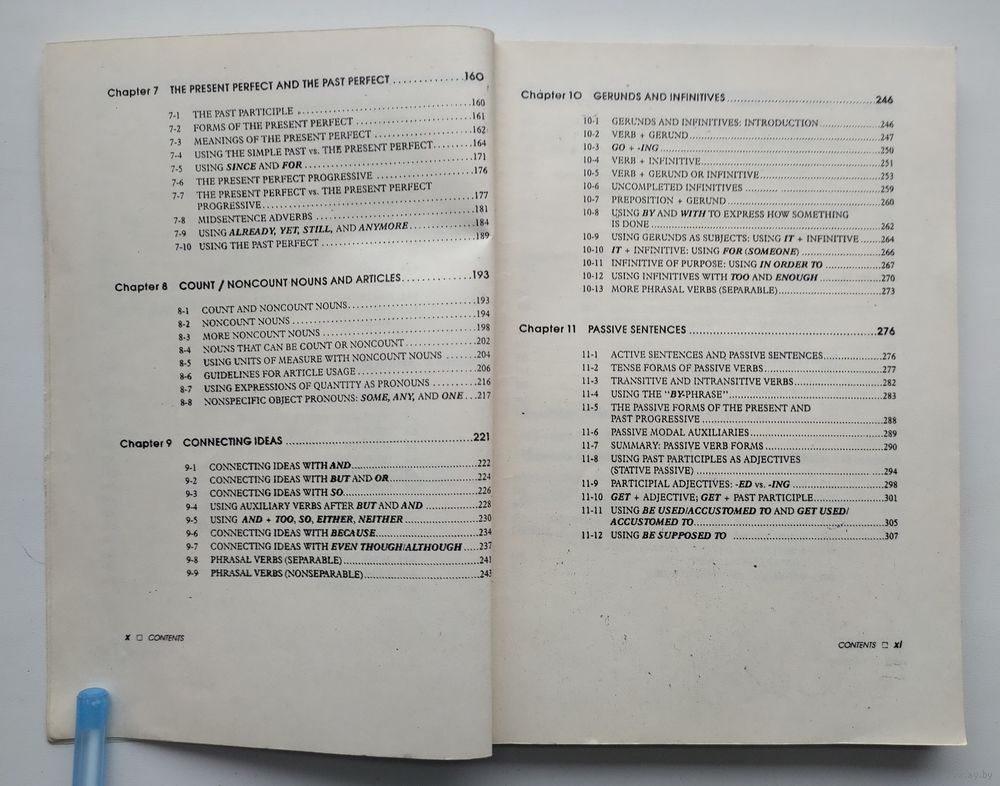 Chapter 7 THE PRESENT PERFECT AND THE PAST PERFECT ..............160
7-1 THE PAST PARTICIPLE ..............160
7-2 FORMS OF THE PRESENT PERFECT ..............161
7-3 MEANINGS OF THE PRESENT PERFECT ..............162
7-4 USING THE SIMPLE PAST vs. THE PRESENT PERFECT..............164
7-5 USING SINCE AND FOR ..............171
7-6 THE PRESENT PERFECT PROGRESSIVE ..............176
7-7 THE PRESENT PERFECT vs. THE PRESENT PERFECT
PROGRESSIVE..............177
7-8 MIDSENTENCE ADVERBS ..............181
7-9 USING ALREADY, YET, STILL, AND ANYMORE..............184
7-10 USING THE PAST PERFECT ..............189
Chapter 8 COUNT / NONCOUNT NOUNS AND ARTICLES..............193
8-1 COUNT AND NONCOUNT NOUNS..............193
8-2 NONCOUNT NOUNS ..............194
8-3 MORE NONCOUNT NOUNS ..............198
8-4 NOUNS THAT CAN BE COUNT OR NONCOUNT..............202
8-5 USING UNITS OF MEASURE WITH NONCOUNT NOUNS .......204
8-6 GUIDELINES FOR ARTICLE USAGE ..............206
8-7 USING EXPRESSIONS OF QUANTITY AS PRONOUNS ..............216
8-8 NONSPECIFIC OBJECT PRONOUNS: SOME, ANY, AND ONE ...217
Chapter 9 CONNECTING IDEAS ..............221
9-1 CONNECTING IDEAS WITH AND..............222
9-2 CONNECTING IDEAS WITH BUT AND OR ..............224
9-3 CONNECTING IDEAS WITH SO..............226
9-4 USING AUXILIARY VERBS AFTER BUT AND AND ..............228
9-5 USING AND + TOO, SO, EITHER, NEITHER ..............230
9-6 CONNECTING IDEAS WITH BECAUSE..............234
9-7 CONNECTING IDEAS WITH EVEN THOUGH/ALTHOUGH .....237
9-8 PHRASAL VERBS (SEPARABLE)..............241
9-9 PHRASAL VERBS (NONSEPARABLE)..............243
x □ CONTENTS
Chapter 10 GERUNDS AND INFINITIVES..............246
10-1 GERUNDS AND INFINITIVES: INTRODUCTION..............246
10-2 VERB + GERUND..............247
10-3 GO + -ING..............250
10-4 VERB + INFINITIVE..............251
10-5 VERB + GERUND OR INFINITIVE..............253
10-6 UNCOMPLETED INFINITIVES ..............259
10-7 PREPOSITION + GERUND..............260
10-8 USING BY AND WITH TO EXPRESS HOW SOMETHING
IS DONE ..............262
10-9 USING GERUNDS AS SUBJECTS: USING IT + INFINITIVE .......264
10-10 IT + INFINITIVE: USING FOR (SOMEONE) ..............266
10-11 INFINITIVE OF PURPOSE: USING IN ORDER TO ..............267
10-12 USING INFINITIVES WITH TOO AND ENOUGH ..............270
10-13 MORE PHRASAL VERBS (SEPARABLE)..............273
Chapter 11 PASSIVE SENTENCES ..............276
11-1 ACTIVE SENTENCES AND PASSIVE SENTENCES..............276
11-2 TENSE FORMS OF PASSIVE VERBS..............277
11-3 TRANSITIVE AND INTRANSITIVE VERBS..............282
11-4 USING THE "BY-PHRASE"..............283
11-5 THE PASSIVE FORMS OF THE PRESENT AND
PAST PROGRESSIVE ..............288
11-6 PASSIVE MODAL AUXILIARIES..............289
11-7 SUMMARY: PASSIVE VERB FORMS ..............290
11-8 USING PAST PARTICIPLES AS ADJECTIVES
(STATIVE PASSIVE) ..............294
11-9 PARTICIPIAL ADJECTIVES: -ED vs. -ING ..............298
11-10 GET + ADJECTIVE; GET + PAST PARTICIPLE..............301
11-11 USING BE USED/ACCUSTOMED TO AND GET USED/
ACCUSTOMED TO..............305
11-12 USING BE SUPPOSED TO ..............307
CONTENTS □ xi